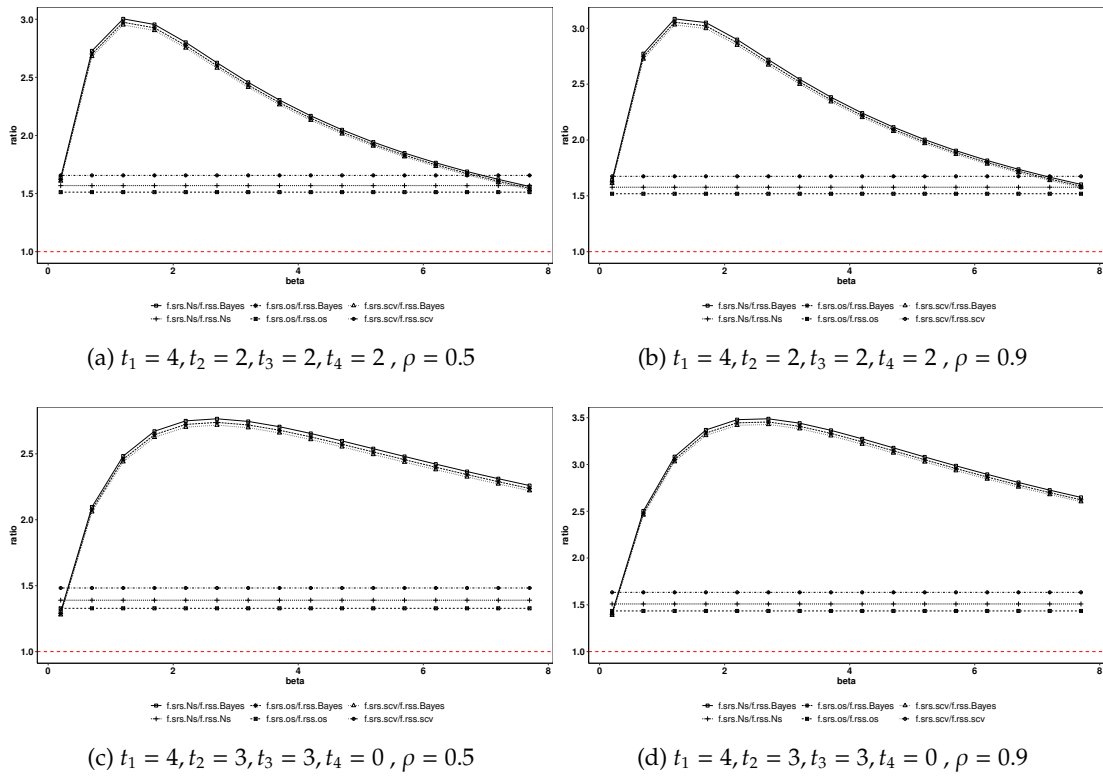 3.0
2.5
2.0
1.5
1.0
ratio
0 2 4 6 8
beta
f.srs.Ns/f.rss.Bayes f.srs.os/f.rss.Bayes f.srs.scv/f.rss.Bayes
f.srs.Ns/f.rss.Ns f.srs.os/f.rss.os f.srs.scv/f.rss.scv
(a) t₁ = 4, t₂ = 2, t₃ = 2, t₄ = 2 , ρ = 0.5
3.0
2.5
2.0
1.5
1.0
ratio
0 2 4 6 8
beta
f.srs.Ns/f.rss.Bayes f.srs.os/f.rss.Bayes f.srs.scv/f.rss.Bayes
f.srs.Ns/f.rss.Ns f.srs.os/f.rss.os f.srs.scv/f.rss.scv
(b) t₁ = 4, t₂ = 2, t₃ = 2, t₄ = 2 , ρ = 0.9
2.5
2.0
1.5
1.0
ratio
0 2 4 6 8
beta
f.srs.Ns/f.rss.Bayes f.srs.os/f.rss.Bayes f.srs.scv/f.rss.Bayes
f.srs.Ns/f.rss.Ns f.srs.os/f.rss.os f.srs.scv/f.rss.scv
(c) t₁ = 4, t₂ = 3, t₃ = 3, t₄ = 0 , ρ = 0.5
3.5
3.0
2.5
2.0
1.5
1.0
ratio
0 2 4 6 8
beta
f.srs.Ns/f.rss.Bayes f.srs.os/f.rss.Bayes f.srs.scv/f.rss.Bayes
f.srs.Ns/f.rss.Ns f.srs.os/f.rss.os f.srs.scv/f.rss.scv
(d) t₁ = 4, t₂ = 3, t₃ = 3, t₄ = 0 , ρ = 0.9